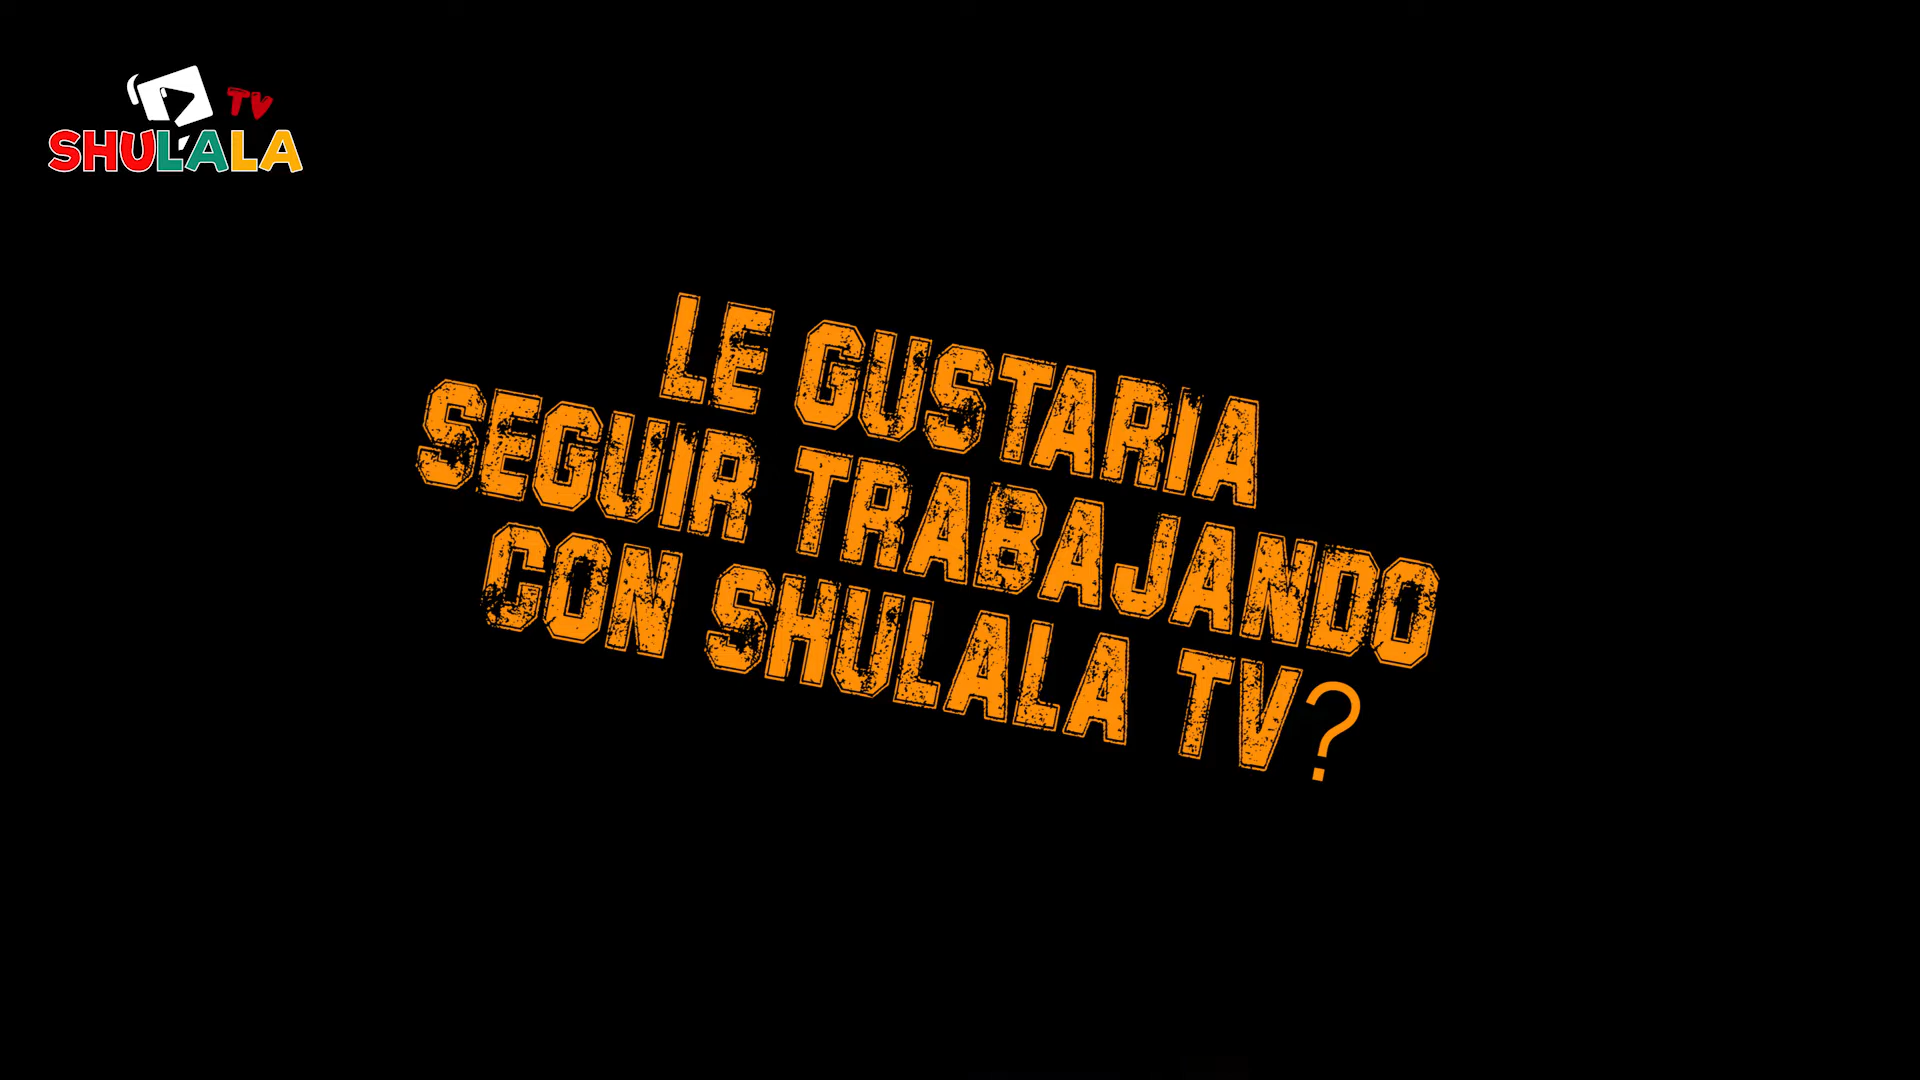 TV
SHULALA
LE GUSTARIA
SEGUIR TRABAJANDO
CON SHULALA TV?